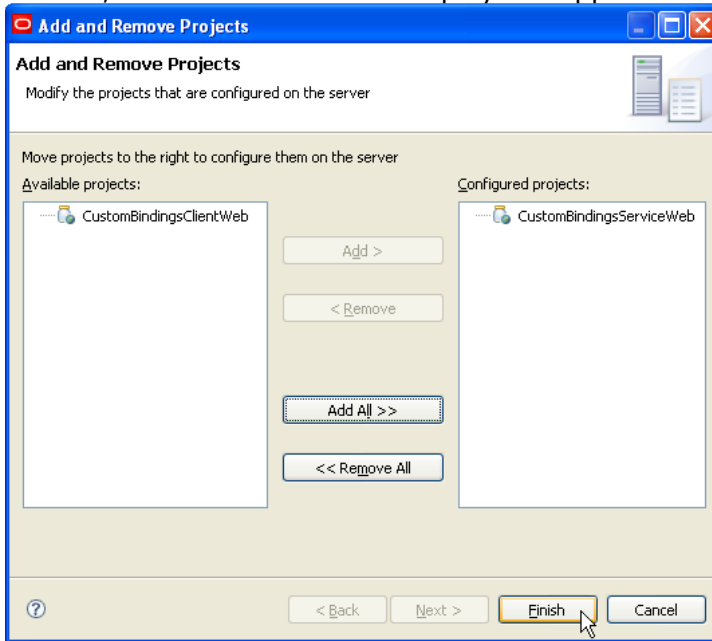 Add and Remove Projects
Add and Remove Projects
Modify the projects that are configured on the server
Move projects to the right to configure them on the server
Available projects:
Configured projects:
CustomBindingsClientWeb
CustomBindingsServiceWeb
Add >
< Remove
Add All >>
<< Remove All
?
< Back
Next >
Finish
Cancel